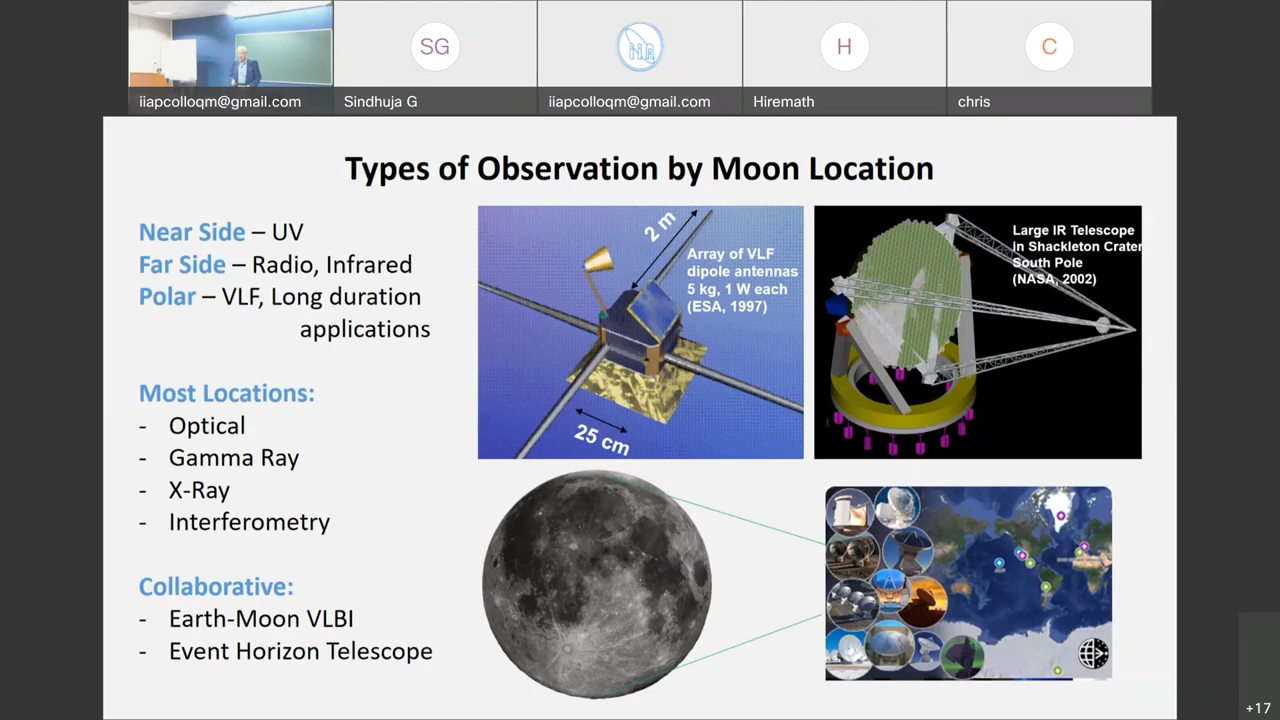 SG
iiA
H
C
iiapcolloqm@gmail.com
Sindhuja G
iiapcolloqm@gmail.com
Hiremath
chris
Types of Observation by Moon Location
Near Side – UV
Far Side – Radio, Infrared
Polar – VLF, Long duration
applications
Most Locations:
- Optical
- Gamma Ray
- X-Ray
- Interferometry
Collaborative:
- Earth-Moon VLBI
- Event Horizon Telescope
2 m
Array of VLF
dipole antennas
5 kg, 1 W each
(ESA, 1997)
25 cm
Large IR Telescope
in Shackleton Crater
South Pole
(NASA, 2002)
+17